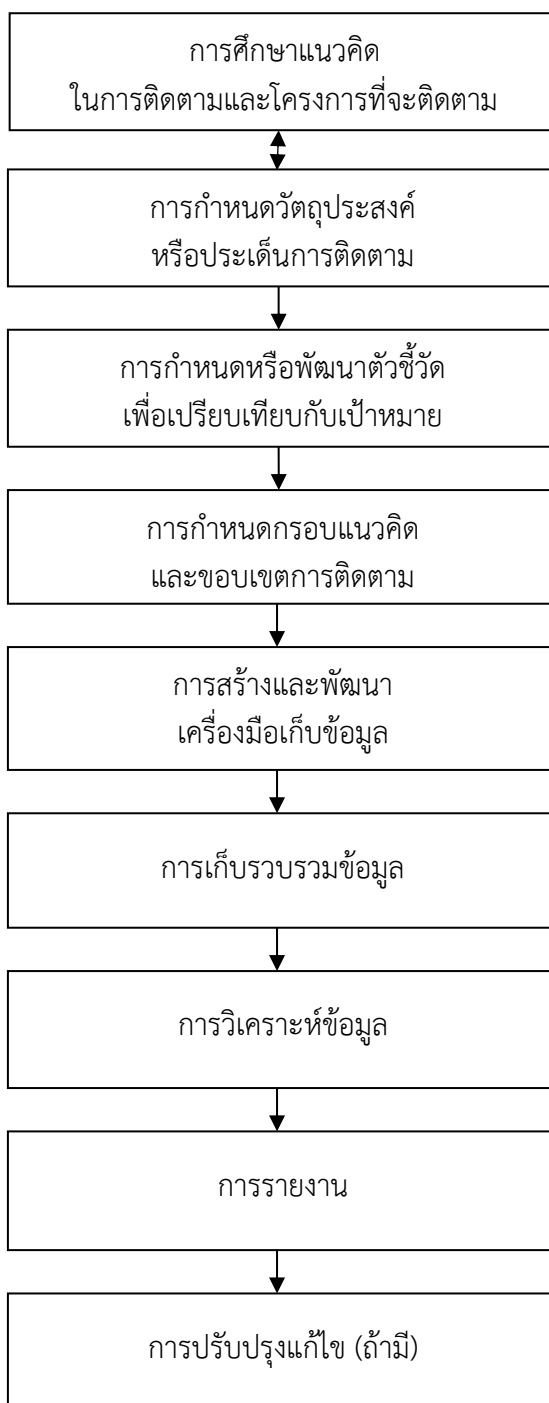 การศึกษาแนวคิด
ในการติดตามและโครงการที่จะติดตาม
การกำหนดวัตถุประสงค์
หรือประเด็นการติดตาม
การกำหนดหรือพัฒนาตัวชี้วัด
เพื่อเปรียบเทียบกับเป้าหมาย
การกำหนดกรอบแนวคิด
และขอบเขตการติดตาม
การสร้างและพัฒนา
เครื่องมือเก็บข้อมูล
การเก็บรวบรวมข้อมูล
การวิเคราะห์ข้อมูล
การรายงาน
การปรับปรุงแก้ไข (ถ้ามี)